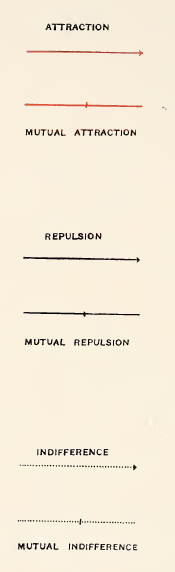 ATTRACTION
MUTUAL ATTRACTION
REPULSION
MUTUAL REPULSION
INDIFFERENCE
MUTUAL INDIFFERENCE